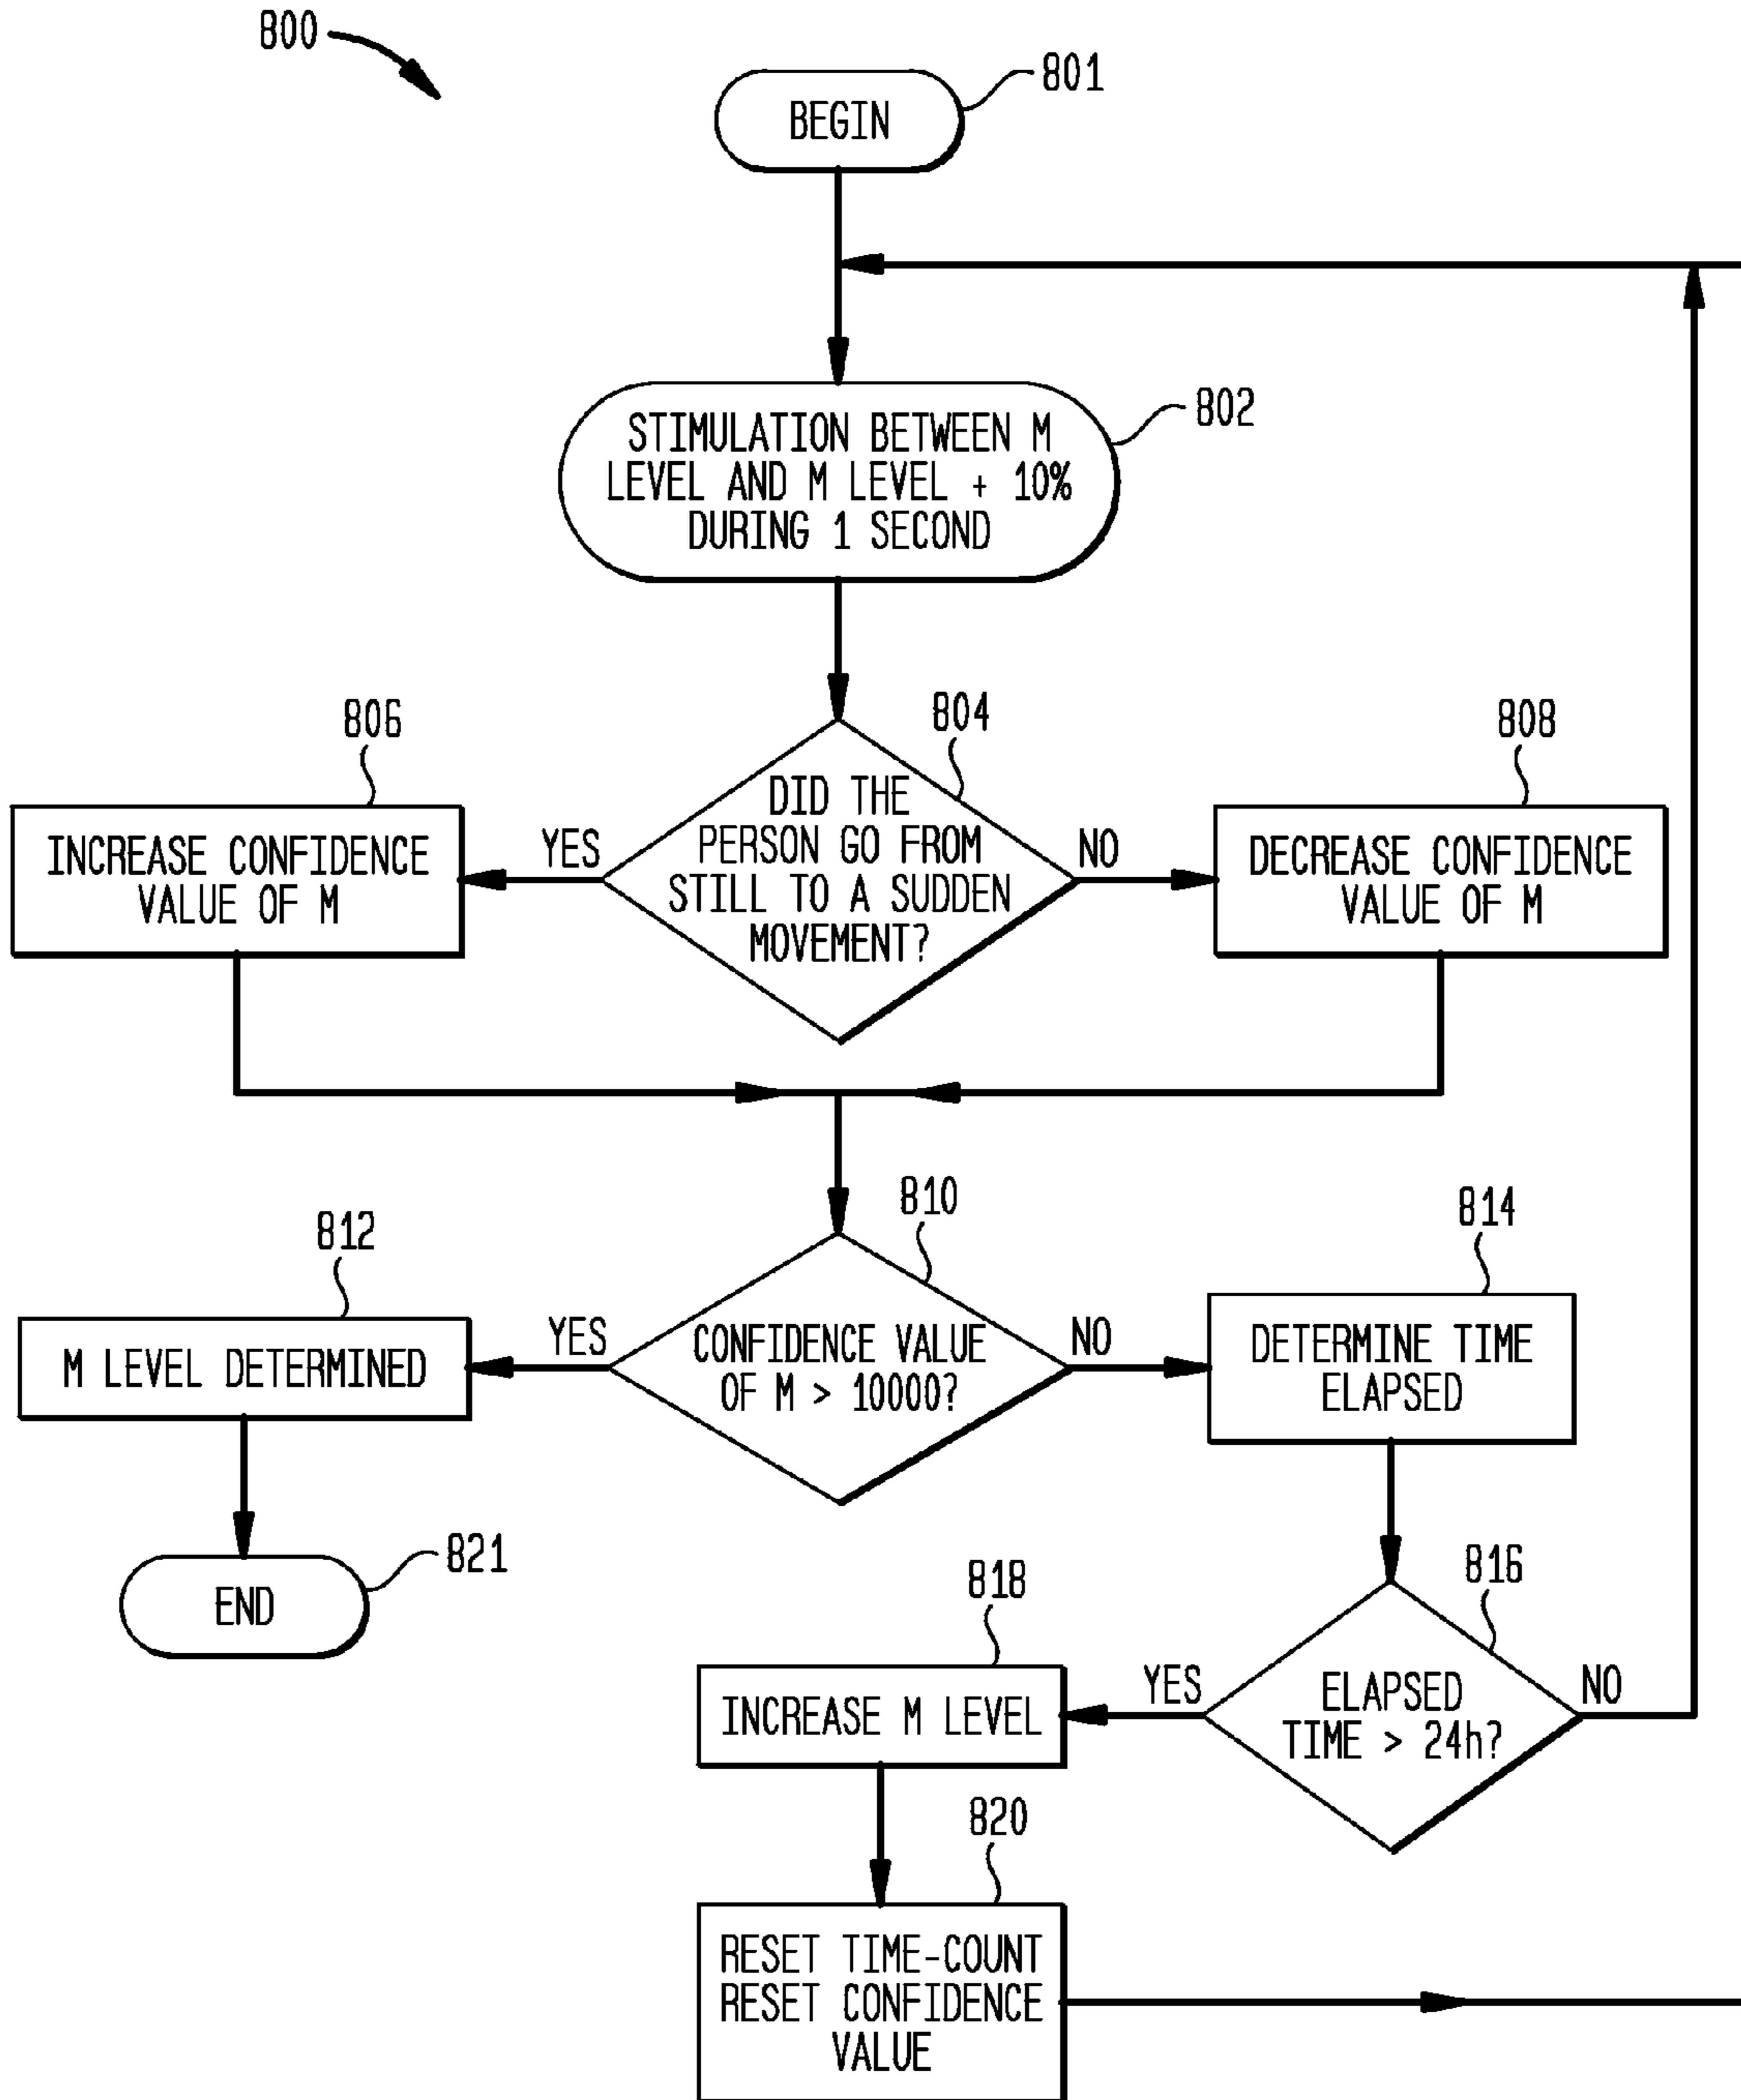 800
801
BEGIN
802
STIMULATION BETWEEN M
LEVEL AND M LEVEL + 10%
DURING 1 SECOND
804
DID THE
PERSON GO FROM
STILL TO A SUDDEN
MOVEMENT?
YES
NO
806
INCREASE CONFIDENCE
VALUE OF M
808
DECREASE CONFIDENCE
VALUE OF M
810
CONFIDENCE VALUE
OF M > 10000?
YES
NO
812
M LEVEL DETERMINED
814
DETERMINE TIME
ELAPSED
821
END
816
ELAPSED
TIME > 24h?
YES
NO
818
INCREASE M LEVEL
820
RESET TIME-COUNT
RESET CONFIDENCE
VALUE